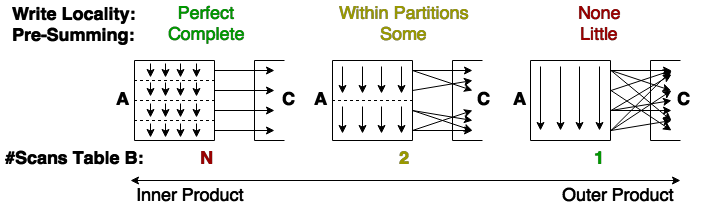 Write Locality: Perfect Within Partitions None
Pre-Summing: Complete Some Little
A C A C A C
#Scans Table B: N 2 1
Inner Product Outer Product